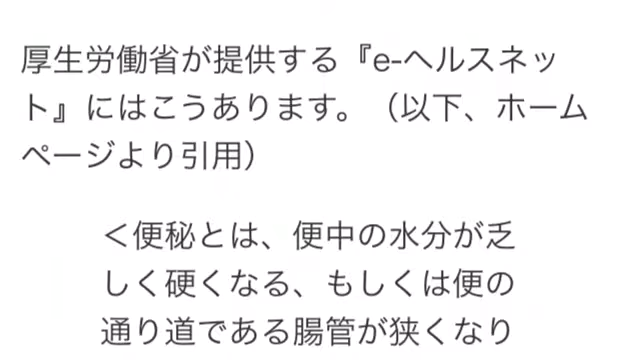 厚生労働省が提供する『e-ヘルスネッ
ト』にはこうあります。（以下、ホーム
ページより引用）
＜便秘とは、便中の水分が乏
しく硬くなる、もしくは便の
通り道である腸管が狭くなり